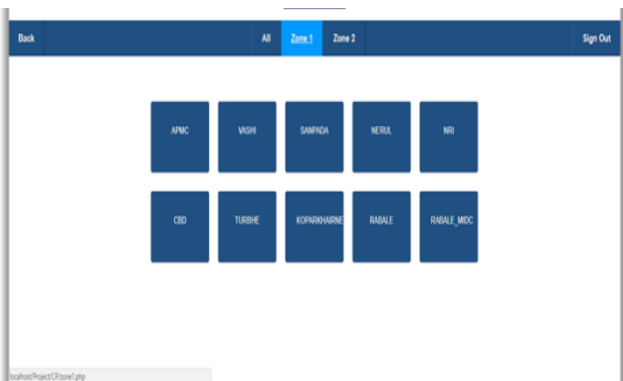 Back All Zone 1 Zone 2 Sign Out
APMC VASHI SANPADA NERUL NRI
CBD TURBHE KOPARKHAIRNE RABALE RABALE_MIDC
localhost/Project/CP/zone1.php